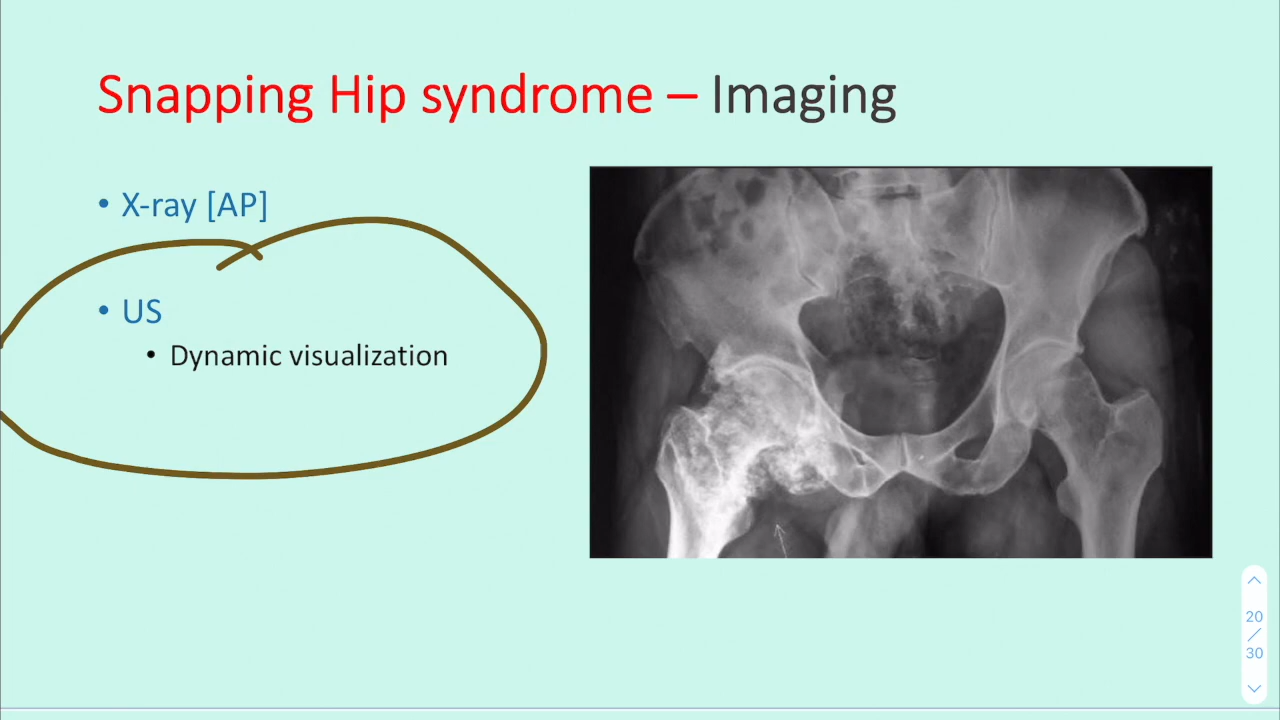 Snapping Hip syndrome – Imaging
• X-ray [AP]
• US
• Dynamic visualization
20
/
30